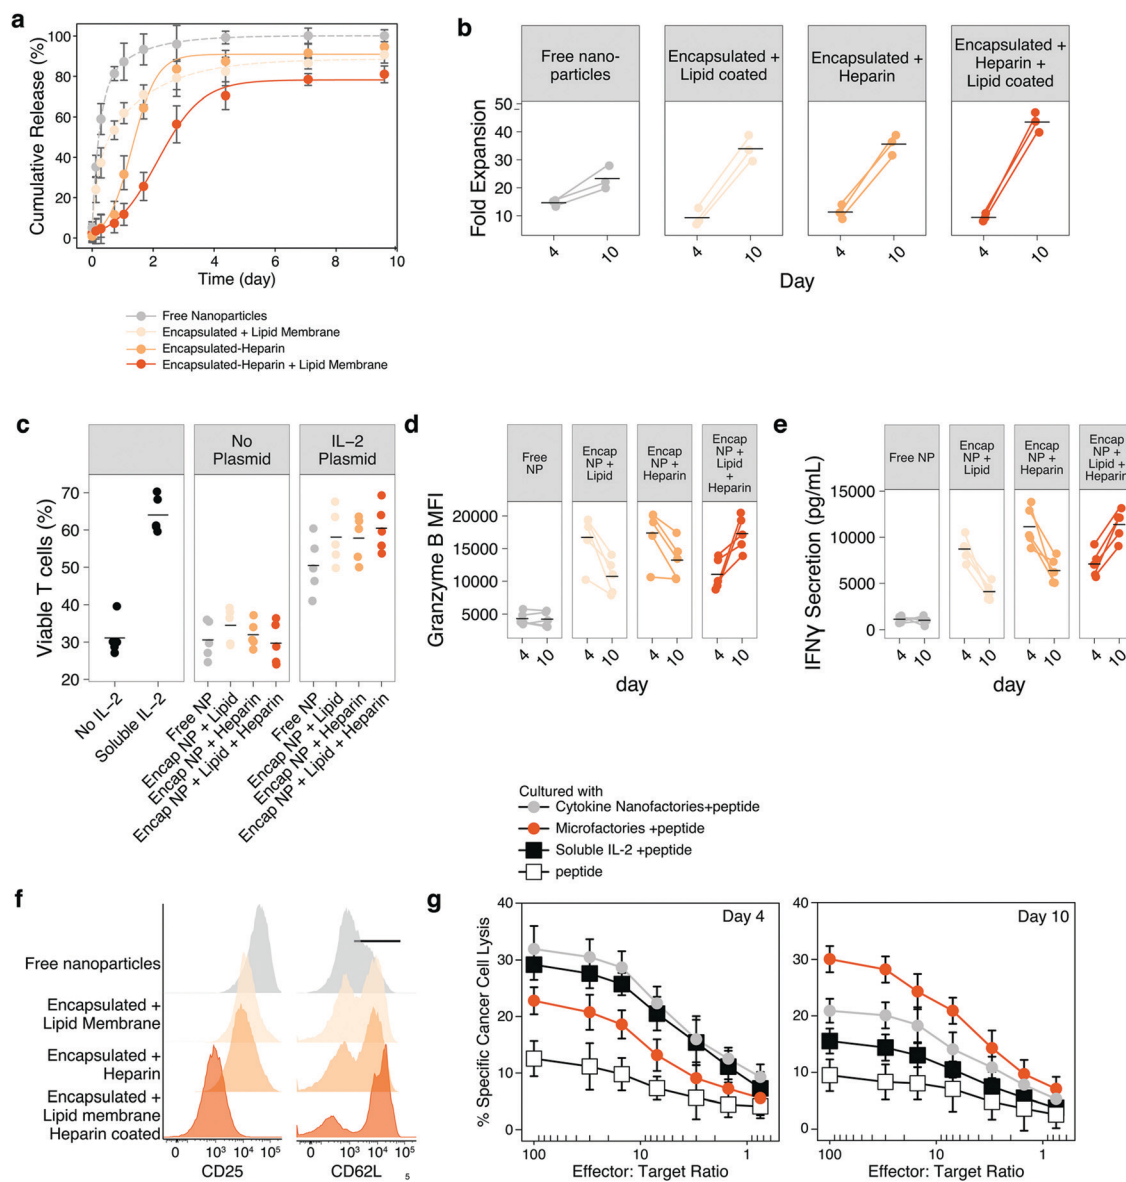 a
Cumulative Release (%)
100
80
60
40
20
0
0
2
4
6
8
10
Time (day)
Free Nanoparticles
Encapsulated + Lipid Membrane
Encapsulated-Heparin
Encapsulated-Heparin + Lipid Membrane
b
Free nano-
particles
Encapsulated +
Lipid coated
Encapsulated +
Heparin
Encapsulated +
Heparin +
Lipid coated
Fold Expansion
50
40
30
20
10
4
10
4
10
4
10
4
10
Day
c
No
Plasmid
IL-2
Plasmid
Viable T cells (%)
70
60
50
40
30
20
No IL-2
Soluble IL-2
Free NP
Encap NP + Lipid
Encap NP + Heparin
Encap NP + Lipid + Heparin
Free NP
Encap NP + Lipid
Encap NP + Heparin
Encap NP + Lipid + Heparin
d
Free
NP
Encap
NP +
Lipid
Encap
NP +
Heparin
Encap
NP +
Lipid
+
Heparin
Granzyme B MFI
20000
15000
10000
5000
4
10
4
10
4
10
4
10
day
e
Free NP
Encap
NP +
Lipid
Encap
NP +
Heparin
Encap
NP +
Lipid +
Heparin
IFNγ Secretion (pg/mL)
15000
10000
5000
0
4
10
4
10
4
10
4
10
day
f
Free nanoparticles
Encapsulated +
Lipid Membrane
Encapsulated +
Heparin
Encapsulated +
Lipid membrane
Heparin coated
0
10³
10⁴
10⁵
CD25
0
10³
10⁴
10⁵
CD62L
5
Cultured with
Cytokine Nanofactories+peptide
Microfactories +peptide
Soluble IL-2 +peptide
peptide
g
% Specific Cancer Cell Lysis
40
30
20
10
0
Day 4
100
10
1
Effector: Target Ratio
40
30
20
10
0
Day 10
100
10
1
Effector: Target Ratio